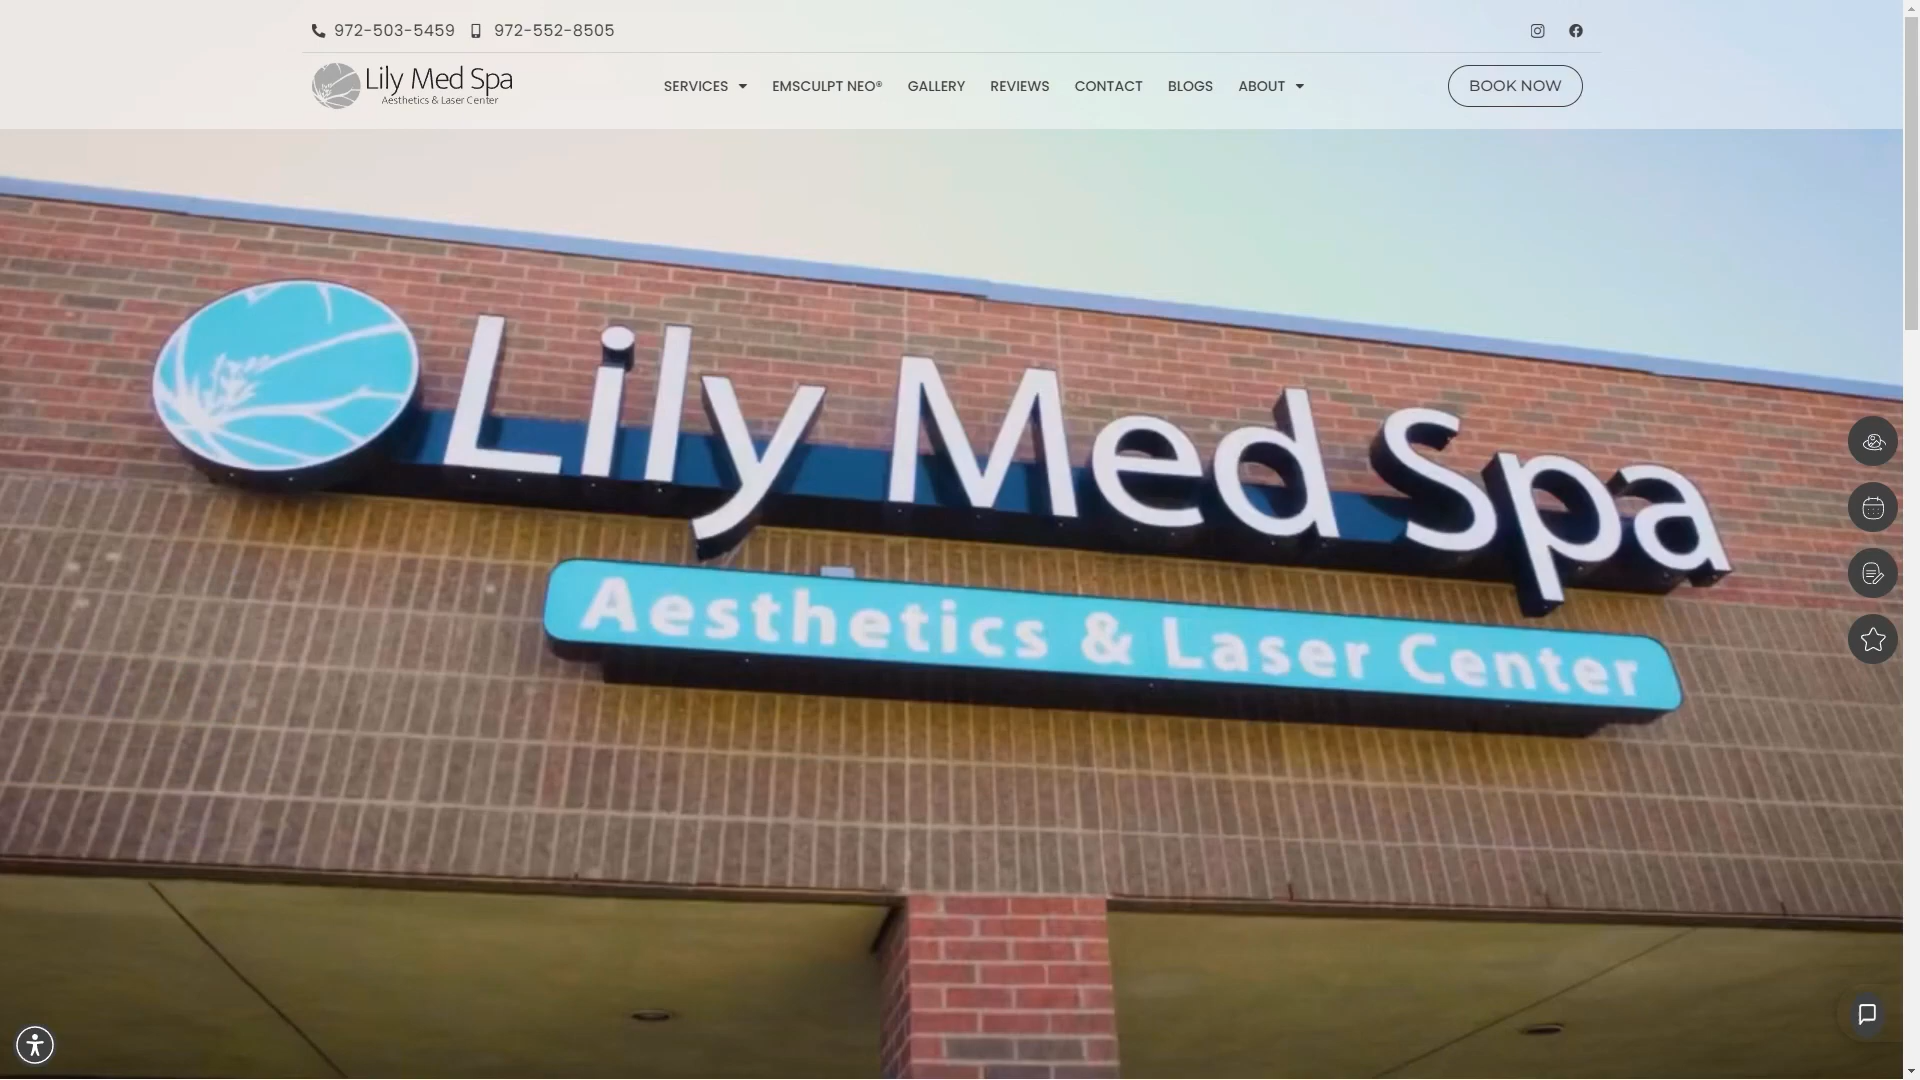 972-503-5459 972-552-8505
Lily Med Spa
Aesthetics & Laser Center
SERVICES EMSCULPT NEO® GALLERY REVIEWS CONTACT BLOGS ABOUT
BOOK NOW
Lily Med Spa
Aesthetics & Laser Center